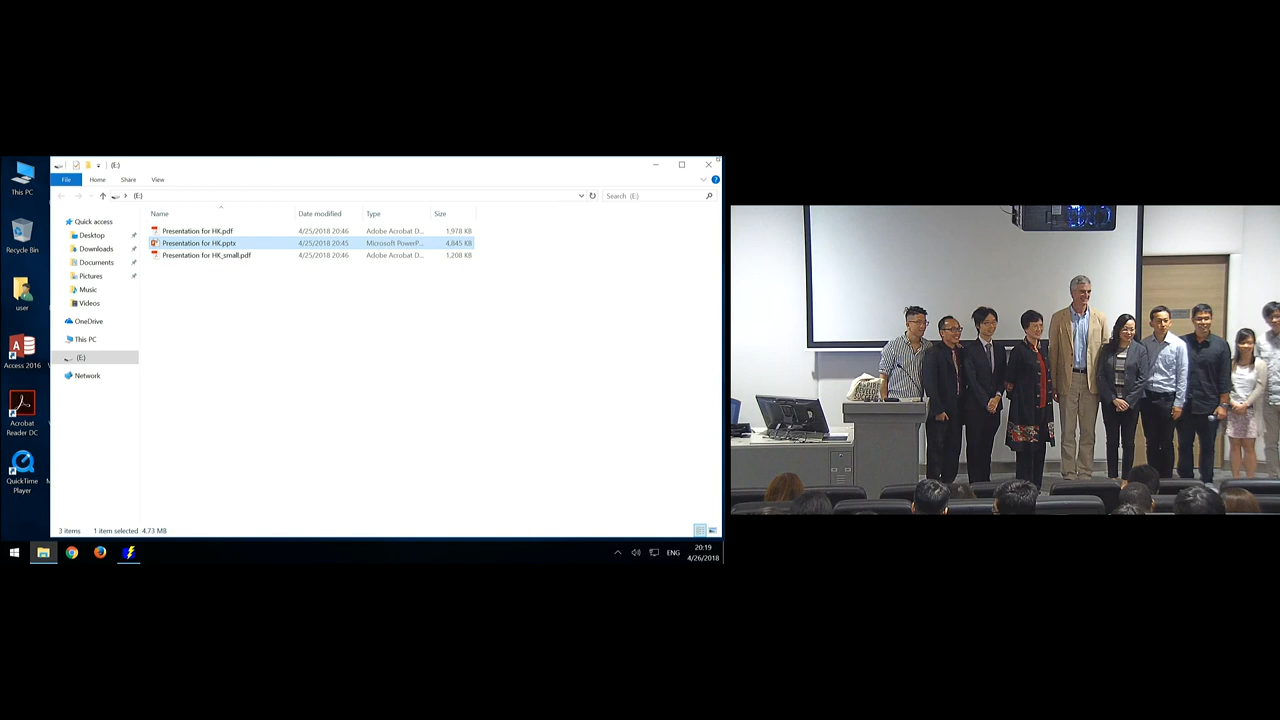 (E:)
File Home Share View
(E:) Search (E:)
Name Date modified Type Size
Presentation for HK.pdf 4/25/2018 20:46 Adobe Acrobat D... 1,978 KB
Presentation for HK.pptx 4/25/2018 20:45 Microsoft PowerP... 4,845 KB
Presentation for HK_small.pdf 4/25/2018 20:46 Adobe Acrobat D... 1,208 KB
Quick access
Desktop
Downloads
Documents
Pictures
Music
Videos
OneDrive
This PC
(E:)
Network
This PC
Recycle Bin
user
Access 2016
Acrobat
Reader DC
QuickTime
Player
3 items 1 item selected 4.73 MB
ENG
20:19
4/26/2018